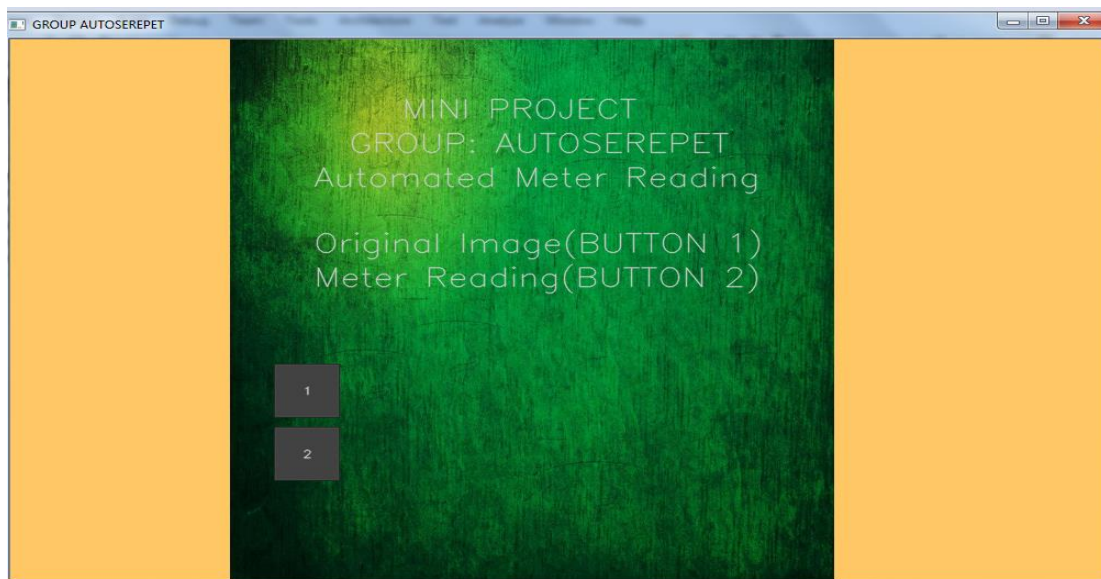 GROUP AUTOSEREPET
MINI PROJECT
GROUP: AUTOSEREPET
Automated Meter Reading
Original Image(BUTTON 1)
Meter Reading(BUTTON 2)
1
2